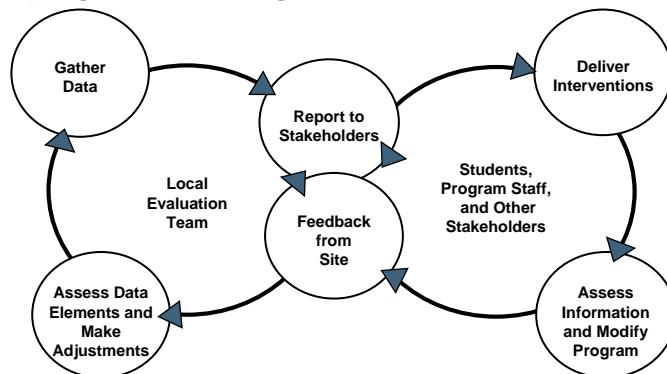 Gather
Data
Report to
Stakeholders
Deliver
Interventions
Local
Evaluation
Team
Students,
Program Staff,
and Other
Stakeholders
Feedback
from
Site
Assess Data
Elements and
Make
Adjustments
Assess
Information
and Modify
Program